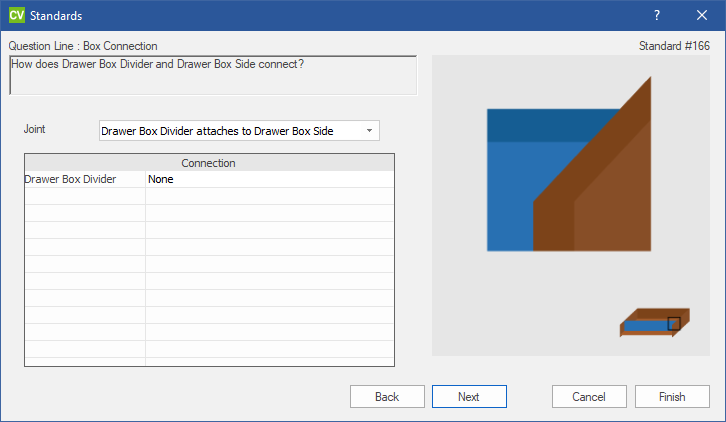 CV Standards
?
Question Line : Box Connection
Standard #166
How does Drawer Box Divider and Drawer Box Side connect?
Joint
Drawer Box Divider attaches to Drawer Box Side
Connection
Drawer Box Divider
None
Back
Next
Cancel
Finish